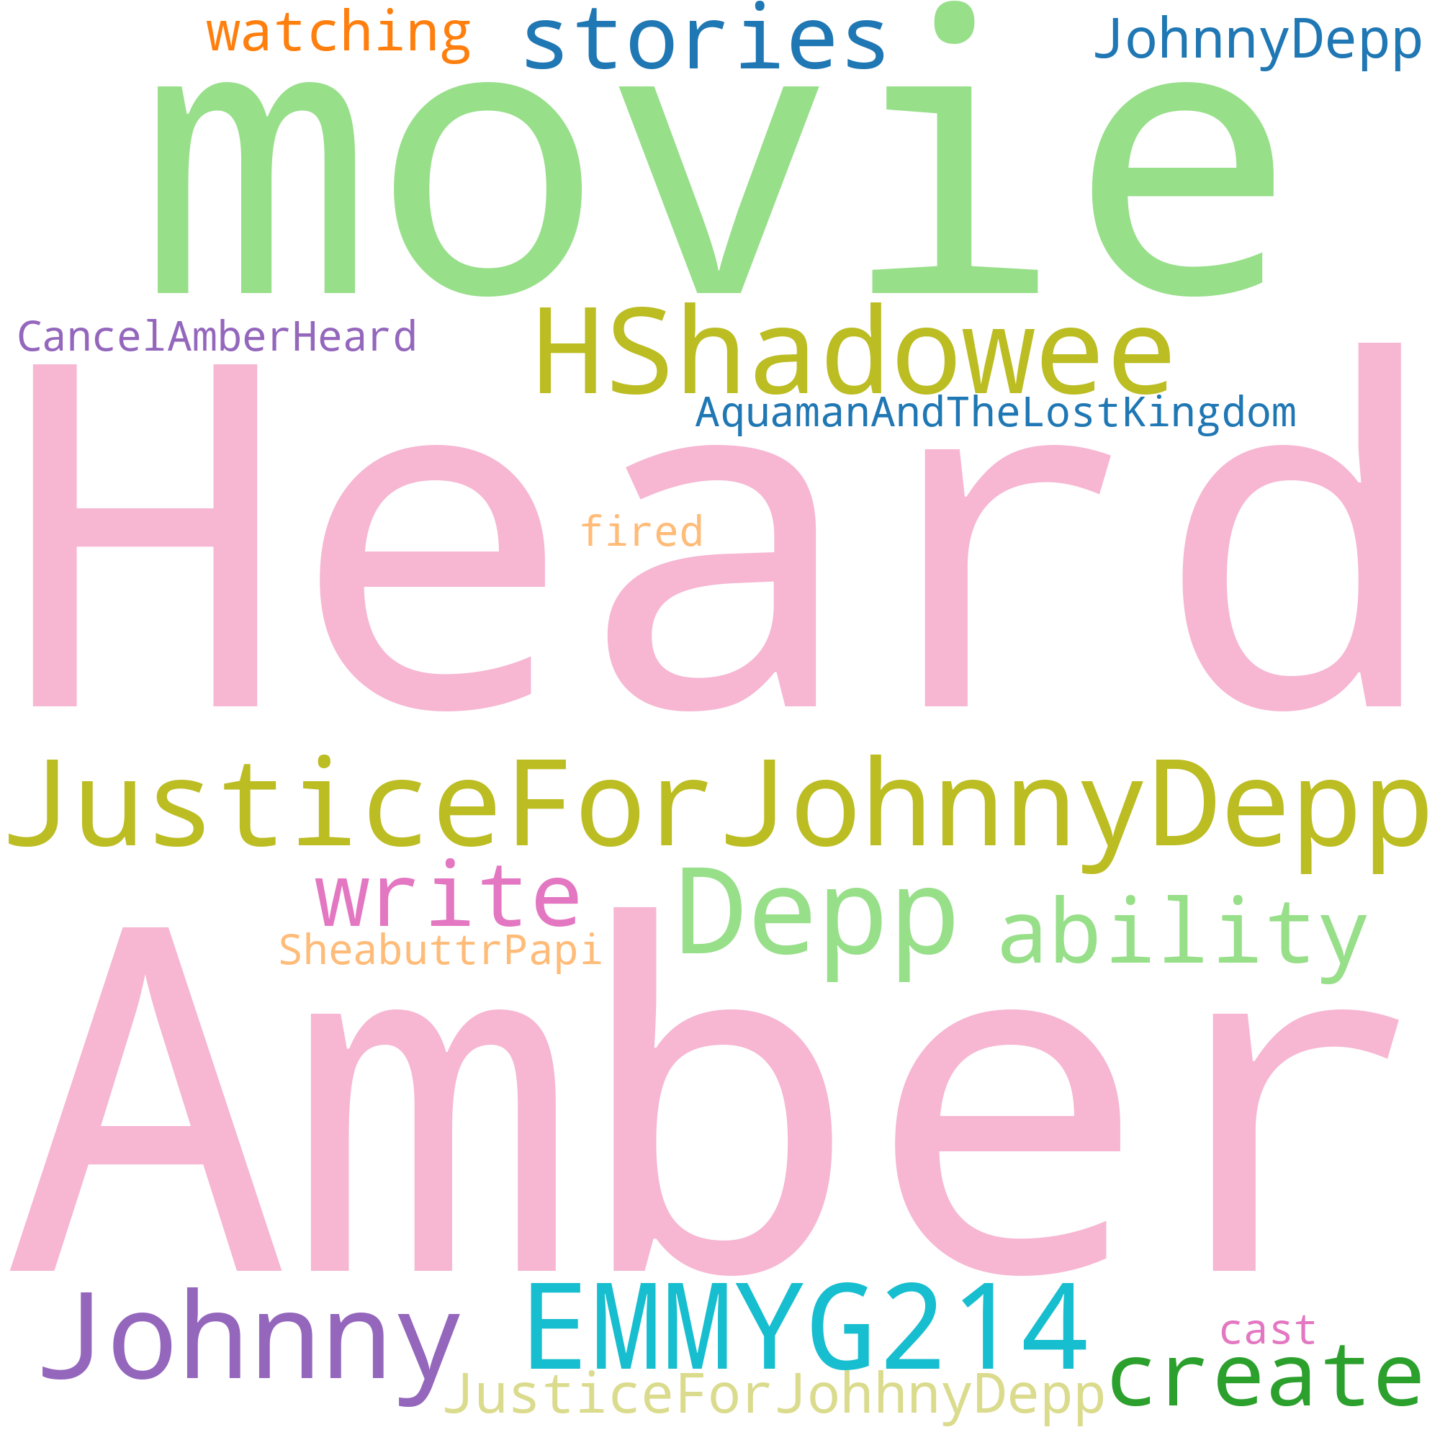 watching stories JohnnyDepp
movie
CancelAmberHeard HShadowee
AquamanAndTheLostKingdom
Heard
fired
JusticeForJohnnyDepp
write Depp ability
SheabuttrPapi
Amber
Johnny EMMYG214 cast
JusticeForJohhnyDepp create